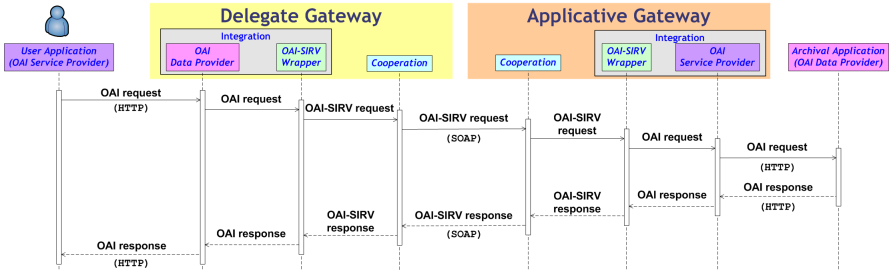 Delegate Gateway
Applicative Gateway
Integration
Integration
User Application
(OAI Service Provider)
OAI
Data Provider
OAI-SIRV
Wrapper
Cooperation
Cooperation
OAI-SIRV
Wrapper
OAI
Service Provider
Archival Application
(OAI Data Provider)
OAI request
(HTTP)
OAI request
OAI-SIRV request
OAI-SIRV request
(SOAP)
OAI-SIRV
request
OAI request
OAI request
(HTTP)
OAI response
(HTTP)
OAI response
OAI-SIRV
response
OAI-SIRV response
(SOAP)
OAI-SIRV
response
OAI response
OAI response
(HTTP)